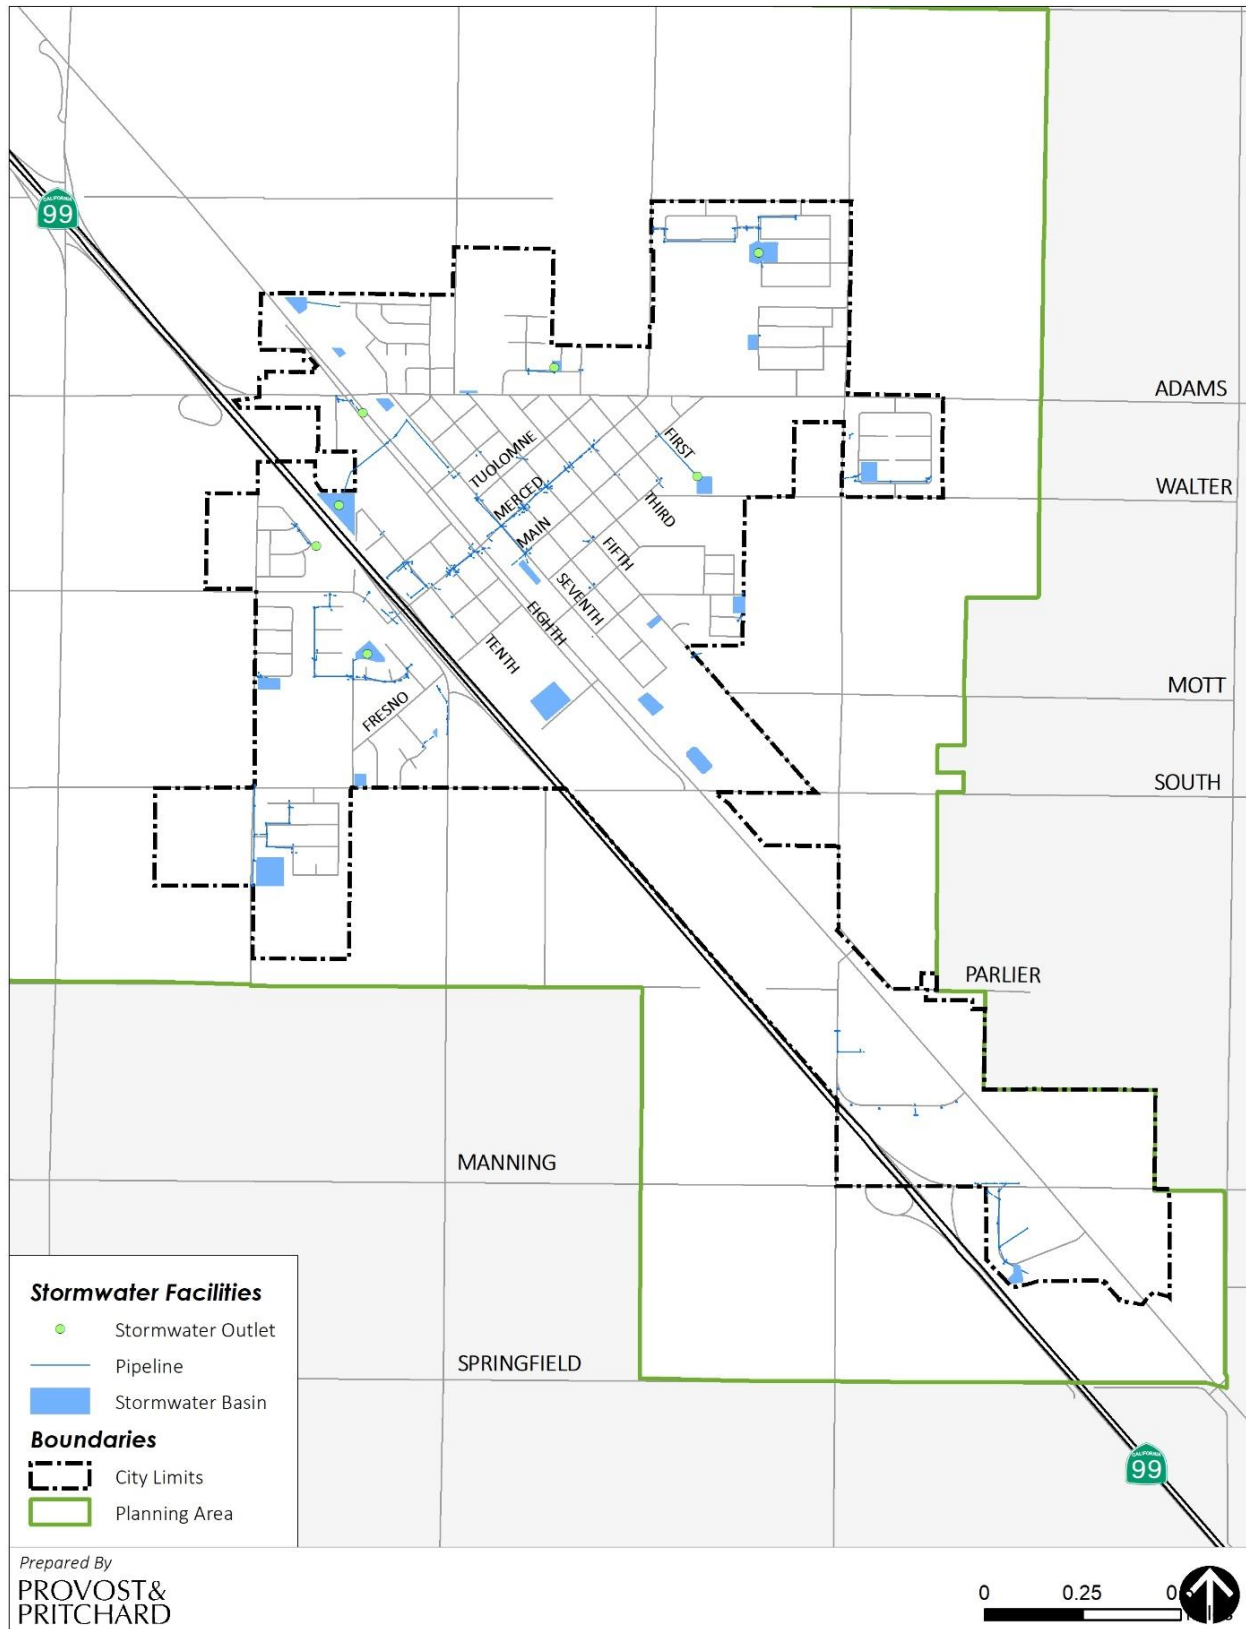 CALIFORNIA
99
ADAMS
FIRST
TUOLOMNE
MERCED
WALTER
THIRD
MAIN
FIFTH
SEVENTH
EIGHTH
TENTH
MOTT
FRESNO
SOUTH
PARLIER
MANNING
SPRINGFIELD
CALIFORNIA
99
Stormwater Facilities
Stormwater Outlet
Pipeline
Stormwater Basin
Boundaries
City Limits
Planning Area
Prepared By
PROVOST&
PRITCHARD
0 0.25